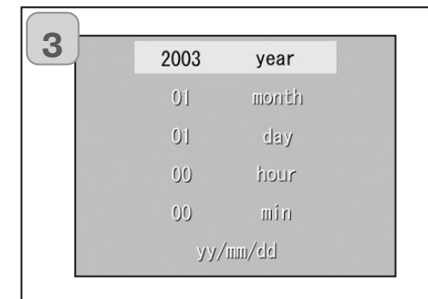 3
2003 year
01 month
01 day
00 hour
00 min
yy/mm/dd